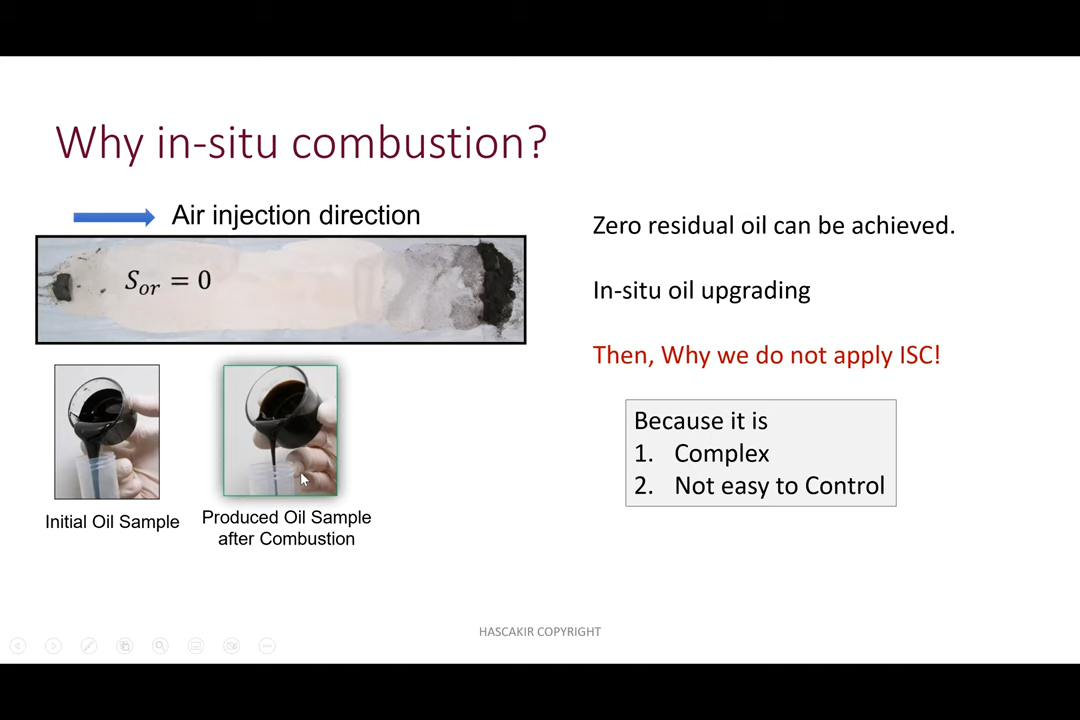 Why in-situ combustion?
Air injection direction
S_or = 0
Initial Oil Sample
Produced Oil Sample
after Combustion
Zero residual oil can be achieved.
In-situ oil upgrading
Then, Why we do not apply ISC!
Because it is
1. Complex
2. Not easy to Control
HASCAKIR COPYRIGHT